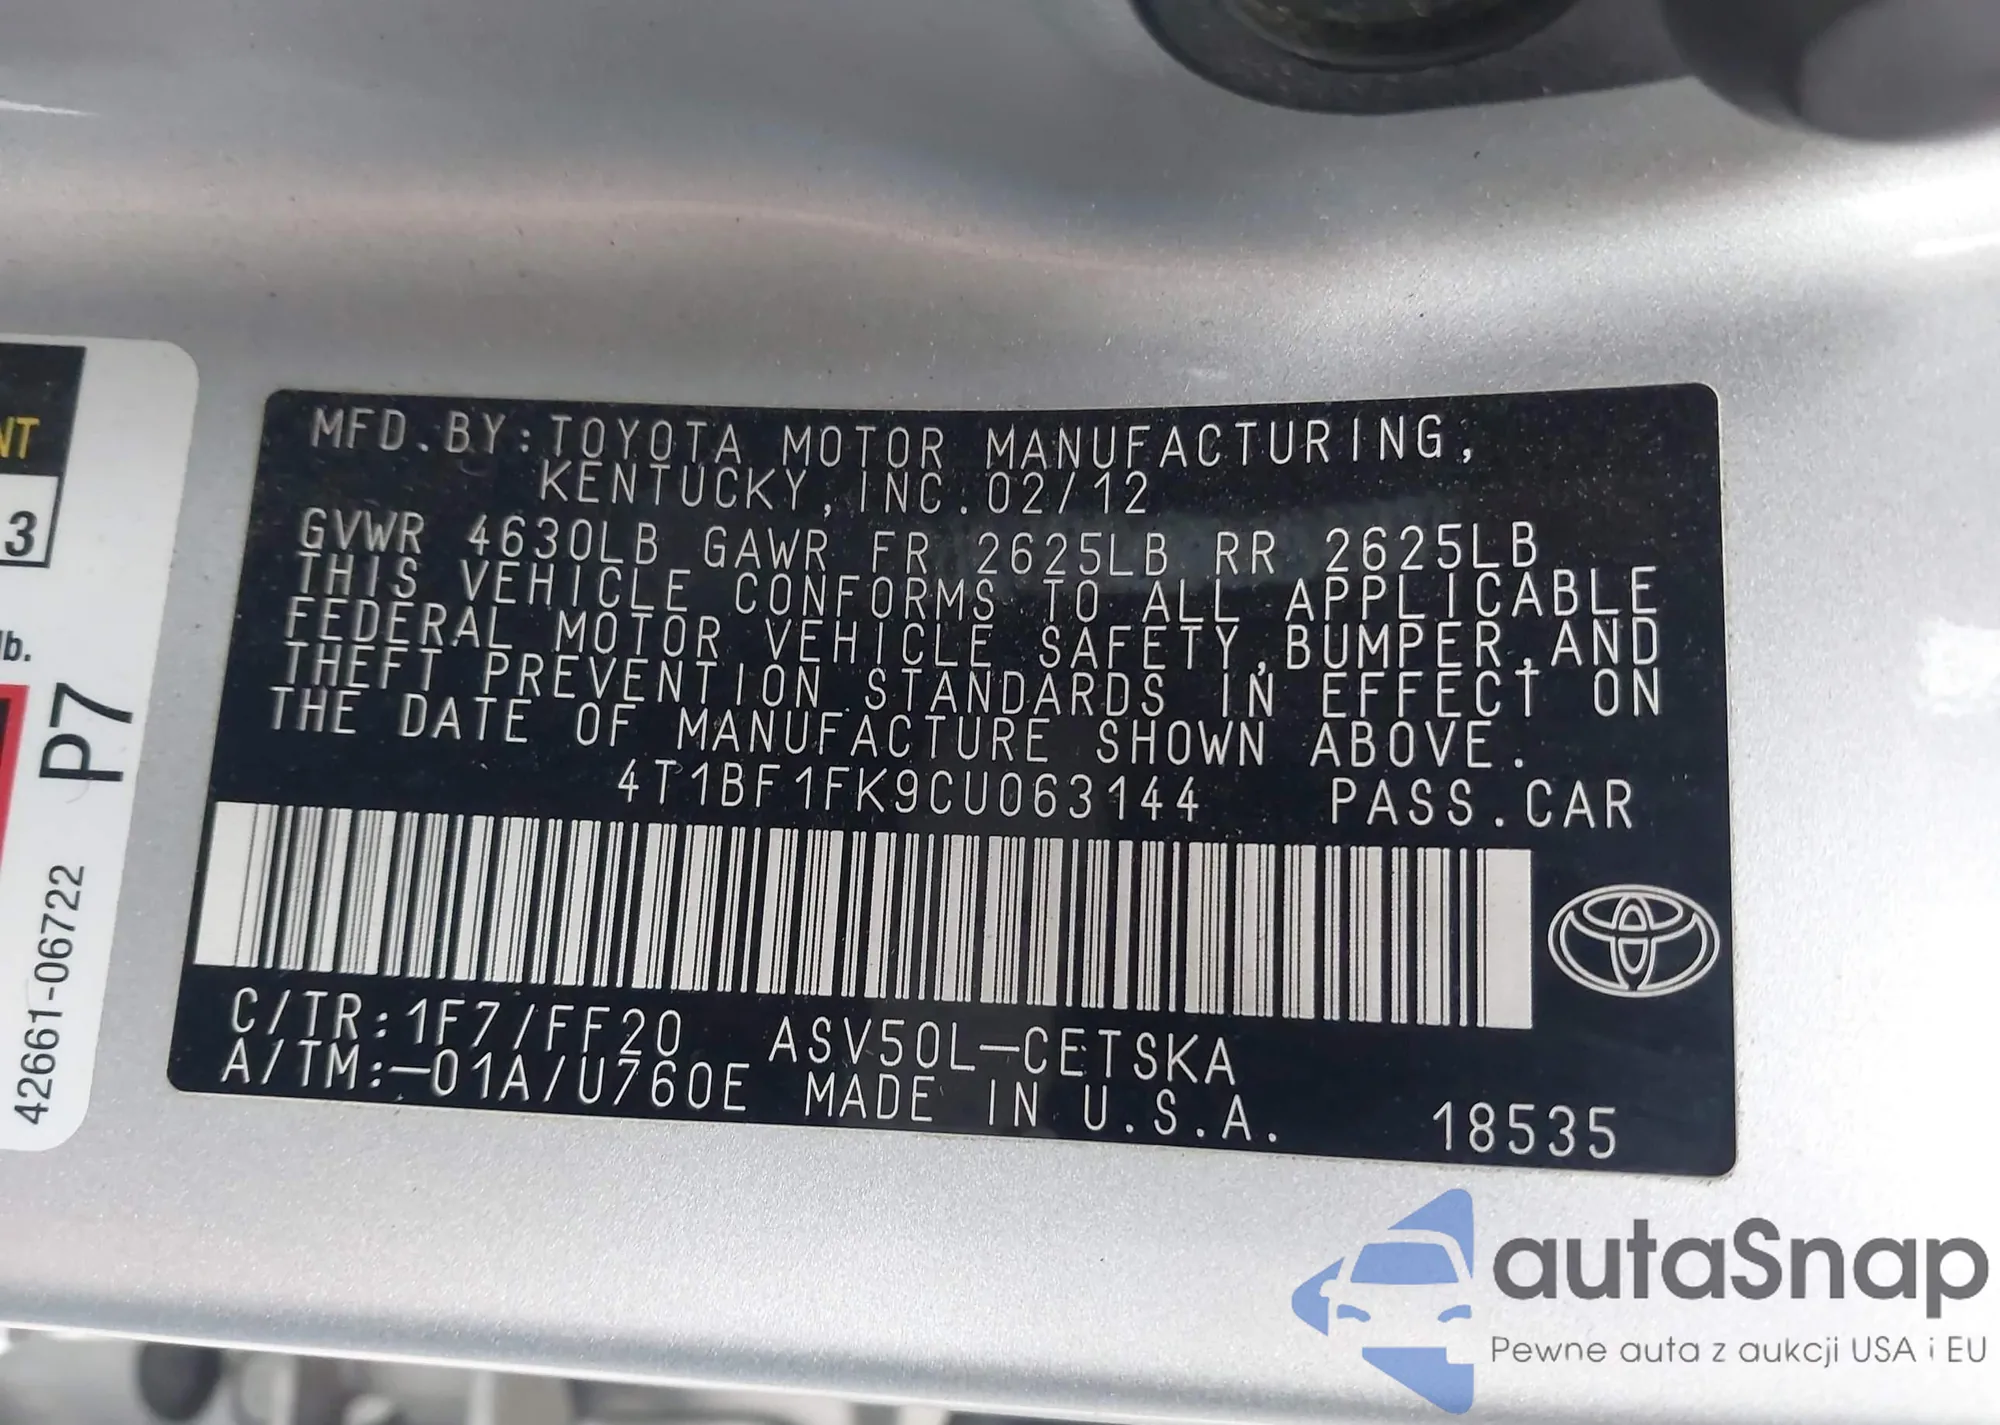 MFD.BY:TOYOTA MOTOR MANUFACTURING,
KENTUCKY,INC.02/12
GVWR 4630LB GAWR FR 2625LB RR 2625LB
THIS VEHICLE CONFORMS TO ALL APPLICABLE
FEDERAL MOTOR VEHICLE SAFETY,BUMPER,AND
THEFT PREVENTION STANDARDS IN EFFECT ON
THE DATE OF MANUFACTURE SHOWN ABOVE.
4T1BF1FK9CU063144 PASS.CAR
C/TR:1F7/FF20 ASV50L-CETSKA
A/TM:-01A/U760E MADE IN U.S.A.
18535
NT
3
lb.
P7
42661-06722
autaSnap
Pewne auta z aukcji USA i EU